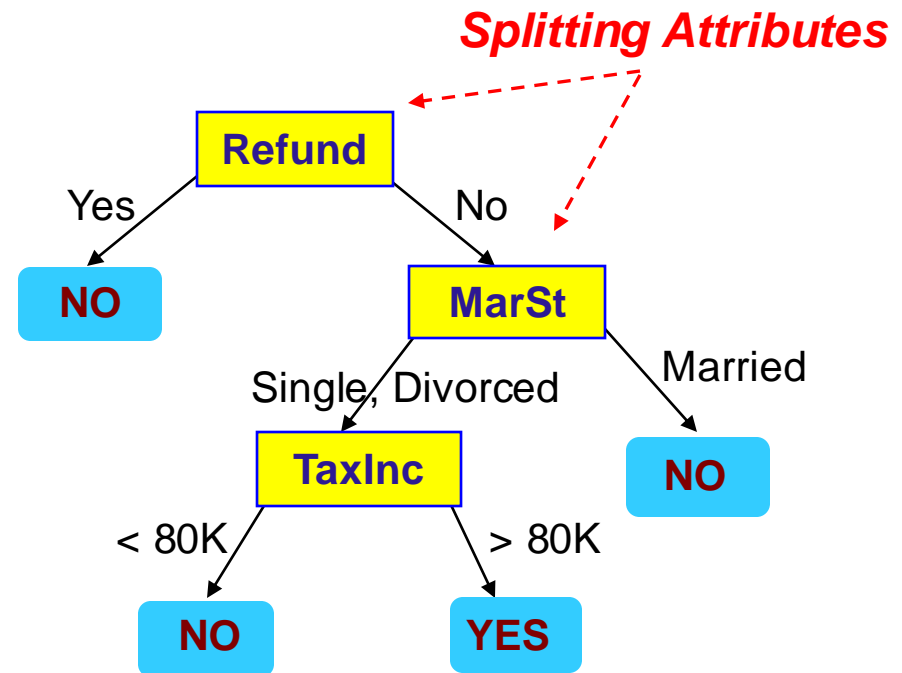 Splitting Attributes
Refund
Yes
No
NO
MarSt
Single, Divorced
Married
TaxInc
NO
< 80K
> 80K
NO
YES